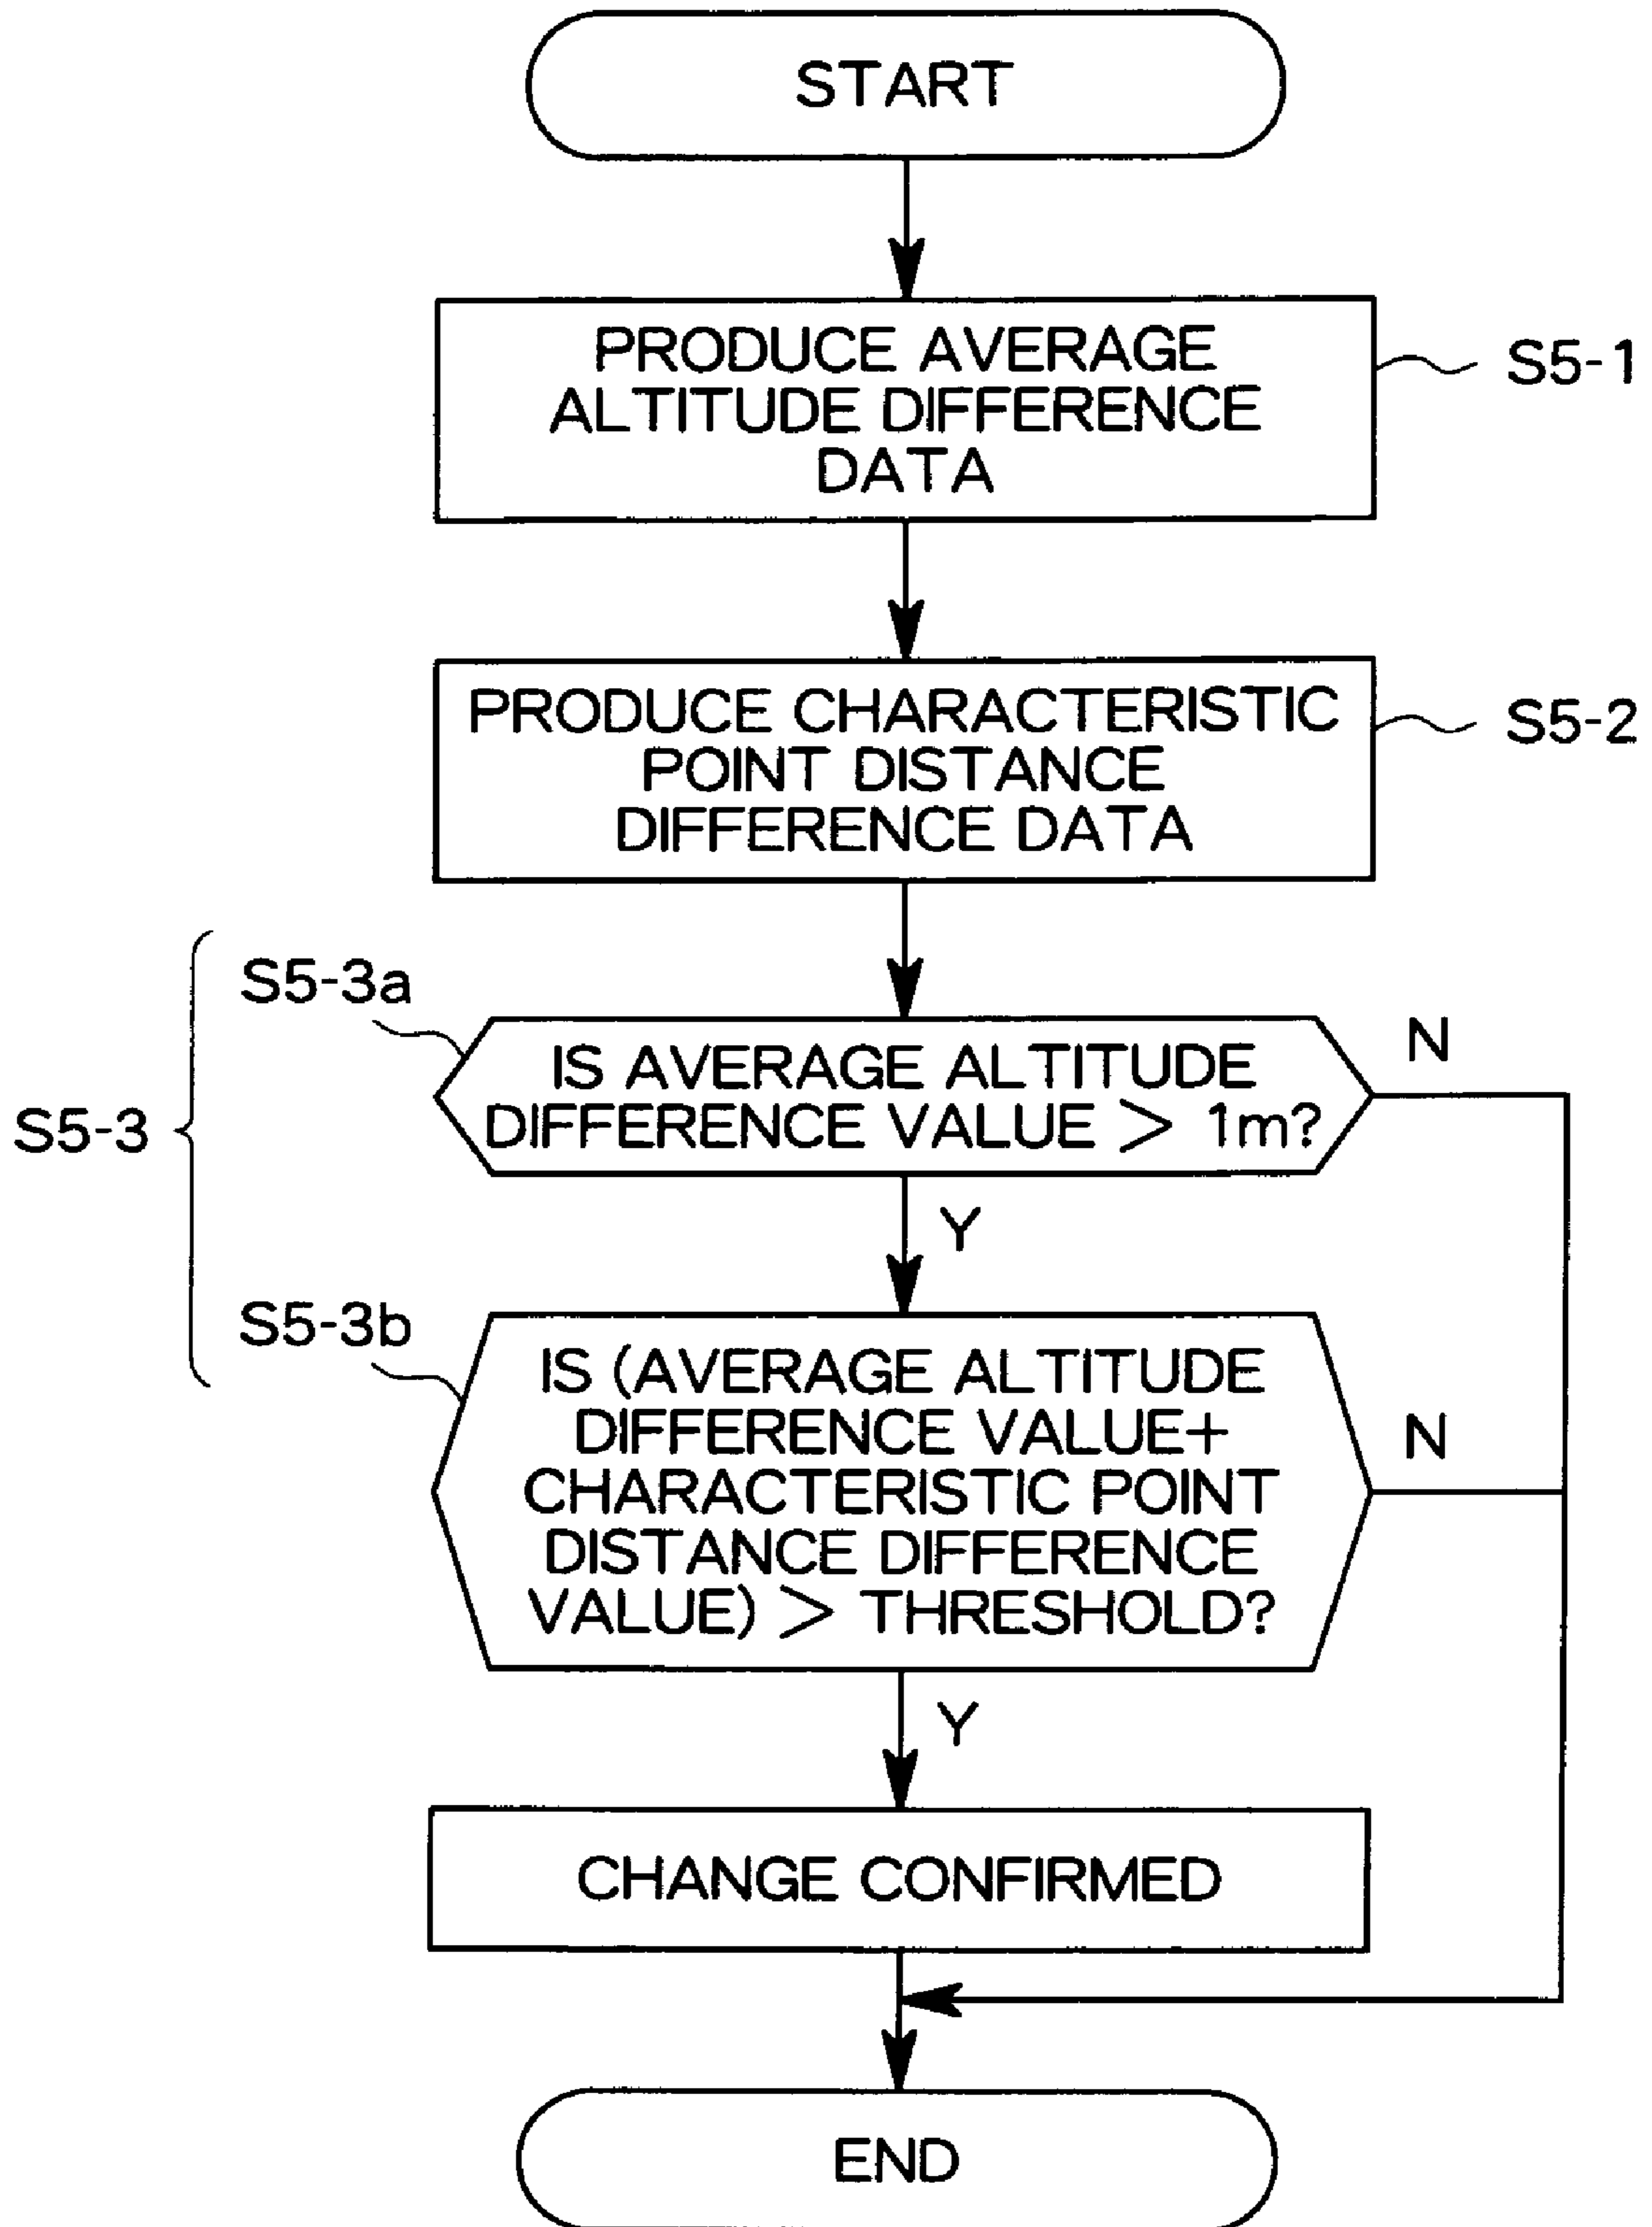 START
PRODUCE AVERAGE
ALTITUDE DIFFERENCE
DATA
S5-1
PRODUCE CHARACTERISTIC
POINT DISTANCE
DIFFERENCE DATA
S5-2
S5-3
S5-3a
IS AVERAGE ALTITUDE
DIFFERENCE VALUE > 1m?
N
Y
S5-3b
IS (AVERAGE ALTITUDE
DIFFERENCE VALUE+
CHARACTERISTIC POINT
DISTANCE DIFFERENCE
VALUE) > THRESHOLD?
N
Y
CHANGE CONFIRMED
END